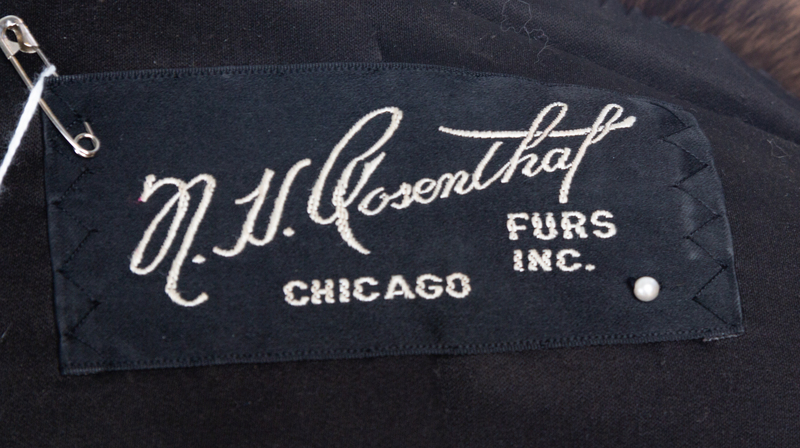 N. H. Rosenthal
FURS
INC.
CHICAGO